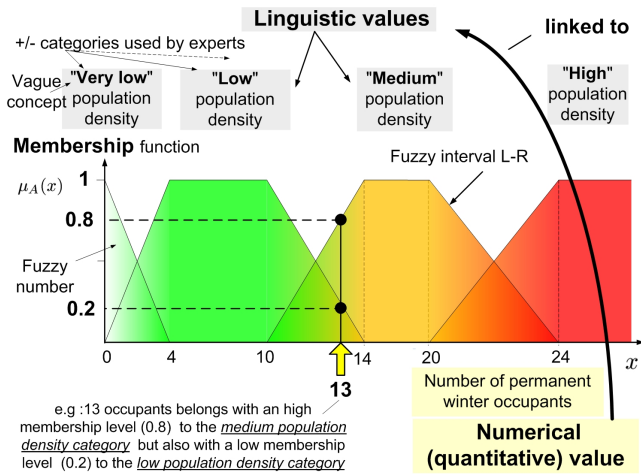 Linguistic values
linked to
+/- categories used by experts
Vague
concept
"Very low"
population
density
"Low"
population
density
"Medium"
population
density
"High"
population
density
Membership function
Fuzzy interval L-R
μ_A(x)
1
0.8
Fuzzy
number
0.2
0
4
10
14
20
24
x
13
Number of permanent
winter occupants
e.g :13 occupants belongs with an high
membership level (0.8) to the medium population
density category but also with a low membership
level (0.2) to the low population density category
Numerical
(quantitative) value